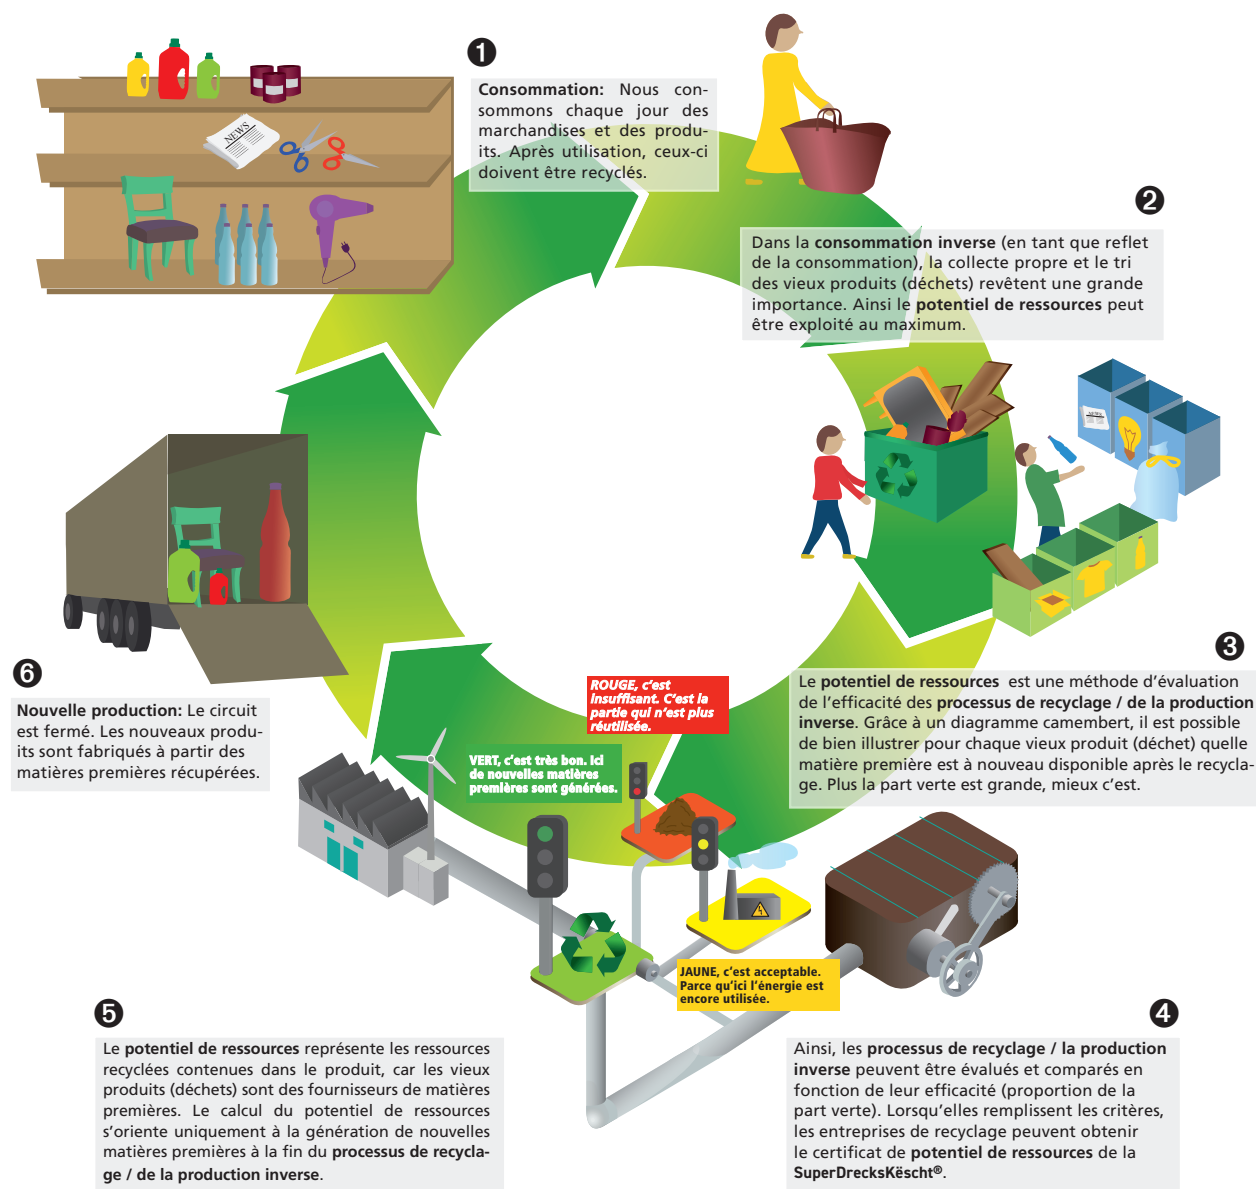 ❶
Consommation: Nous con-
sommons chaque jour des
marchandises et des produ-
its. Après utilisation, ceux-ci
doivent être recyclés.
NEWS
❷
Dans la consommation inverse (en tant que reflet
de la consommation), la collecte propre et le tri
des vieux produits (déchets) revêtent une grande
importance. Ainsi le potentiel de ressources peut
être exploité au maximum.
NEWS
❸
Le potentiel de ressources est une méthode d'évaluation
de l'efficacité des processus de recyclage / de la production
inverse. Grâce à un diagramme camembert, il est possible
de bien illustrer pour chaque vieux produit (déchet) quelle
matière première est à nouveau disponible après le recycla-
ge. Plus la part verte est grande, mieux c'est.
❻
Nouvelle production: Le circuit
est fermé. Les nouveaux produ-
its sont fabriqués à partir des
matières premières récupérées.
ROUGE, c'est
insuffisant. C'est la
partie qui n'est plus
réutilisée.
VERT, c'est très bon. Ici
de nouvelles matières
premières sont générées.
JAUNE, c'est acceptable.
Parce qu'ici l'énergie est
encore utilisée.
❺
Le potentiel de ressources représente les ressources
recyclées contenues dans le produit, car les vieux
produits (déchets) sont des fournisseurs de matières
premières. Le calcul du potentiel de ressources
s'oriente uniquement à la génération de nouvelles
matières premières à la fin du processus de recycla-
ge / de la production inverse.
❹
Ainsi, les processus de recyclage / la production
inverse peuvent être évalués et comparés en
fonction de leur efficacité (proportion de la
part verte). Lorsqu'elles remplissent les critères,
les entreprises de recyclage peuvent obtenir
le certificat de potentiel de ressources de la
SuperDrecksKëscht®.